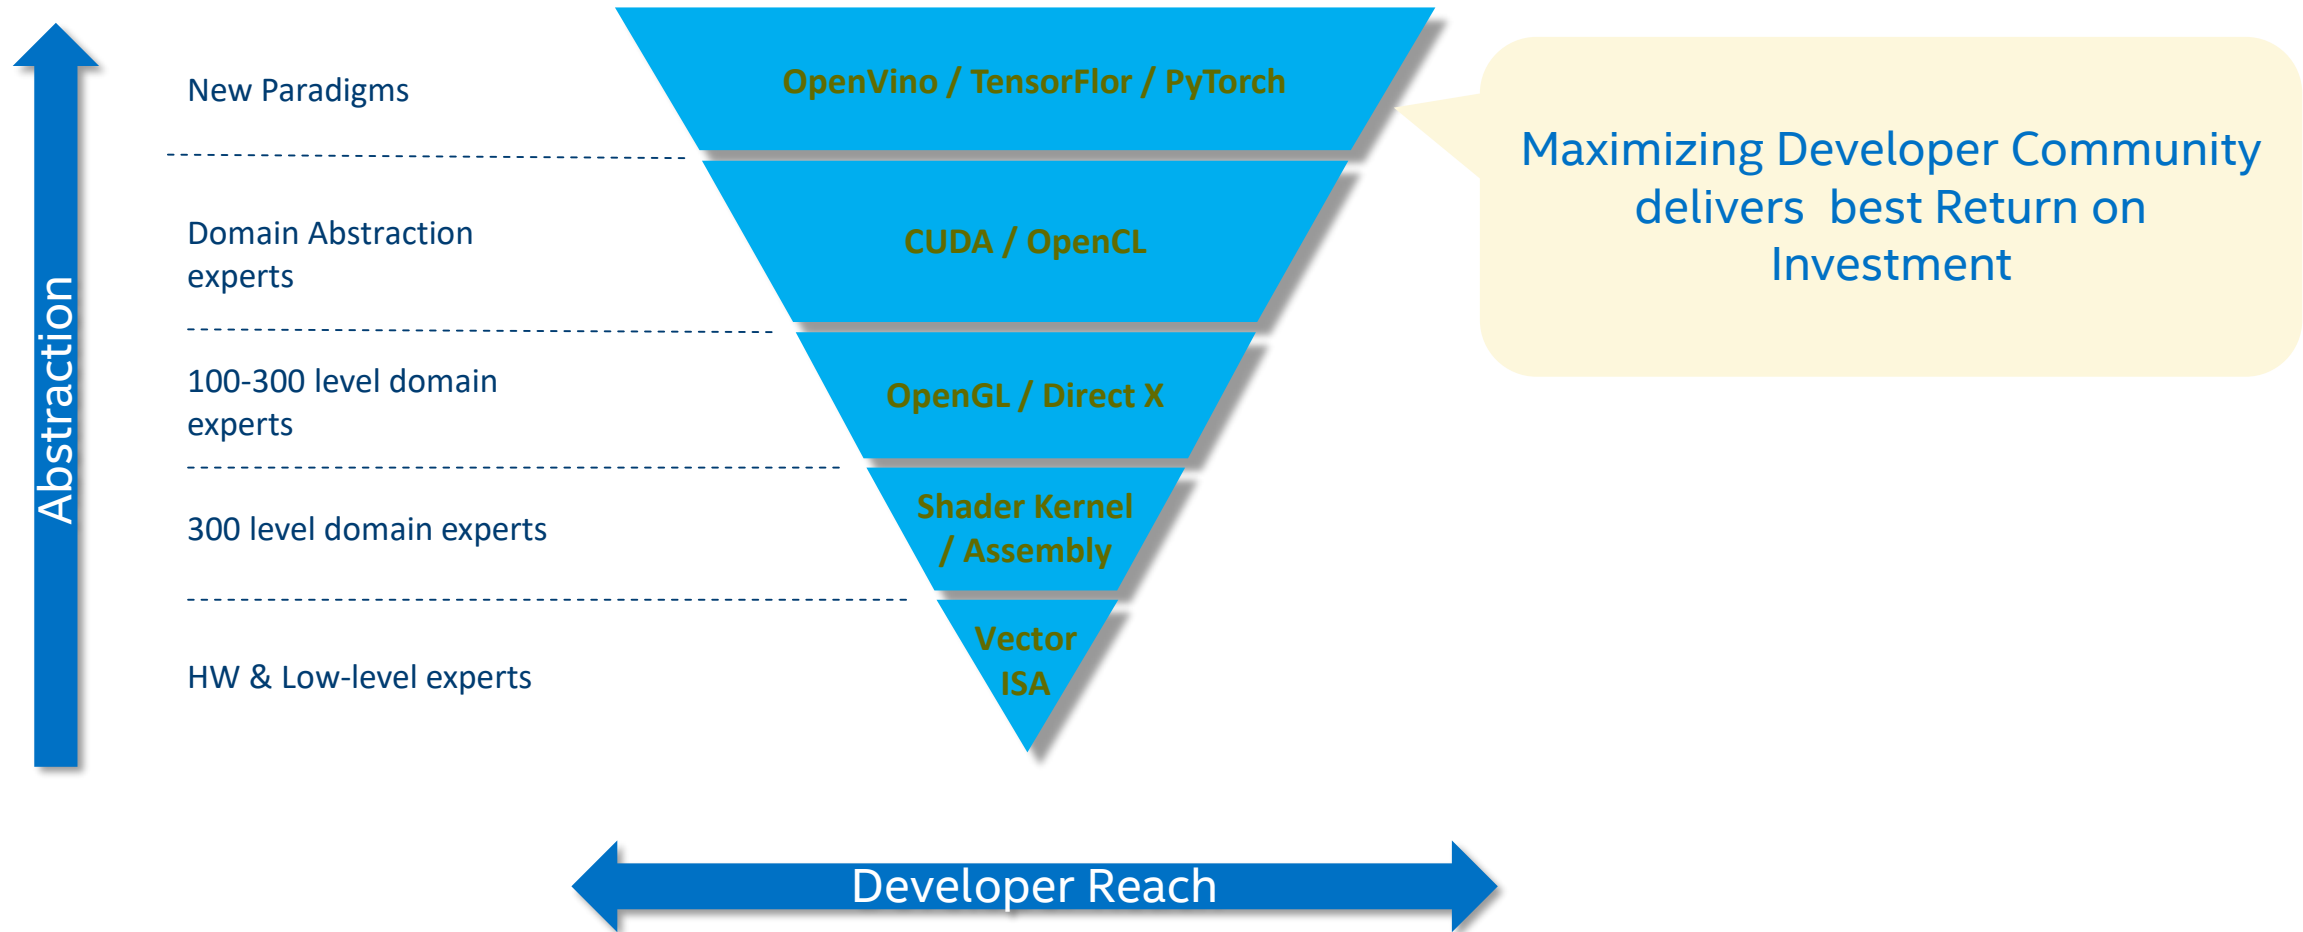 Abstraction
New Paradigms
OpenVino / TensorFlor / PyTorch
Maximizing Developer Community
delivers  best Return on
Investment
Domain Abstraction
experts
CUDA / OpenCL
100-300 level domain
experts
OpenGL / Direct X
300 level domain experts
Shader Kernel
/ Assembly
HW & Low-level experts
Vector
ISA
Developer Reach